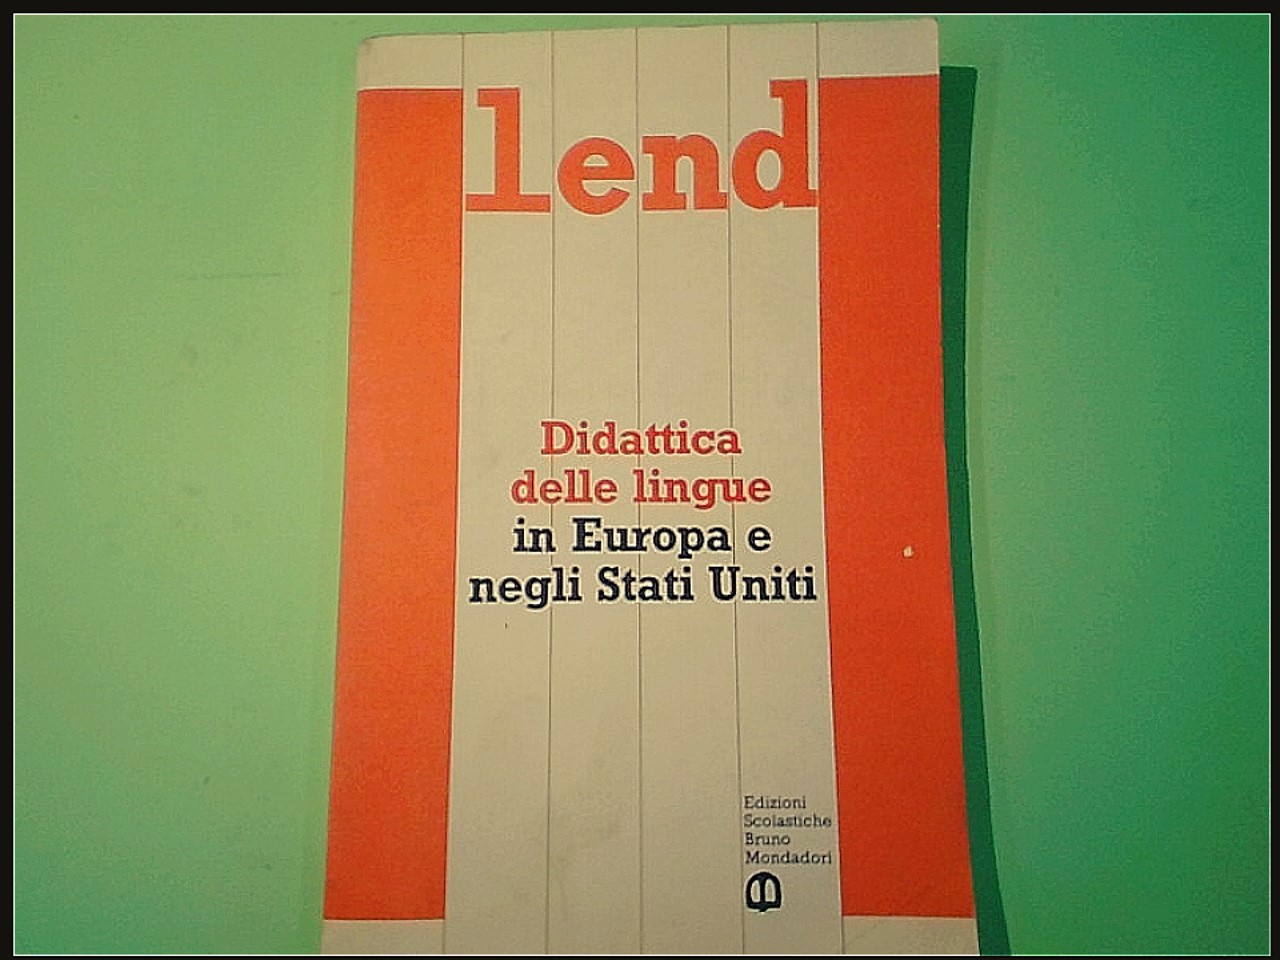 lend
Didattica
delle lingue
in Europa e
negli Stati Uniti
Edizioni
Scolastiche
Bruno
Mondadori